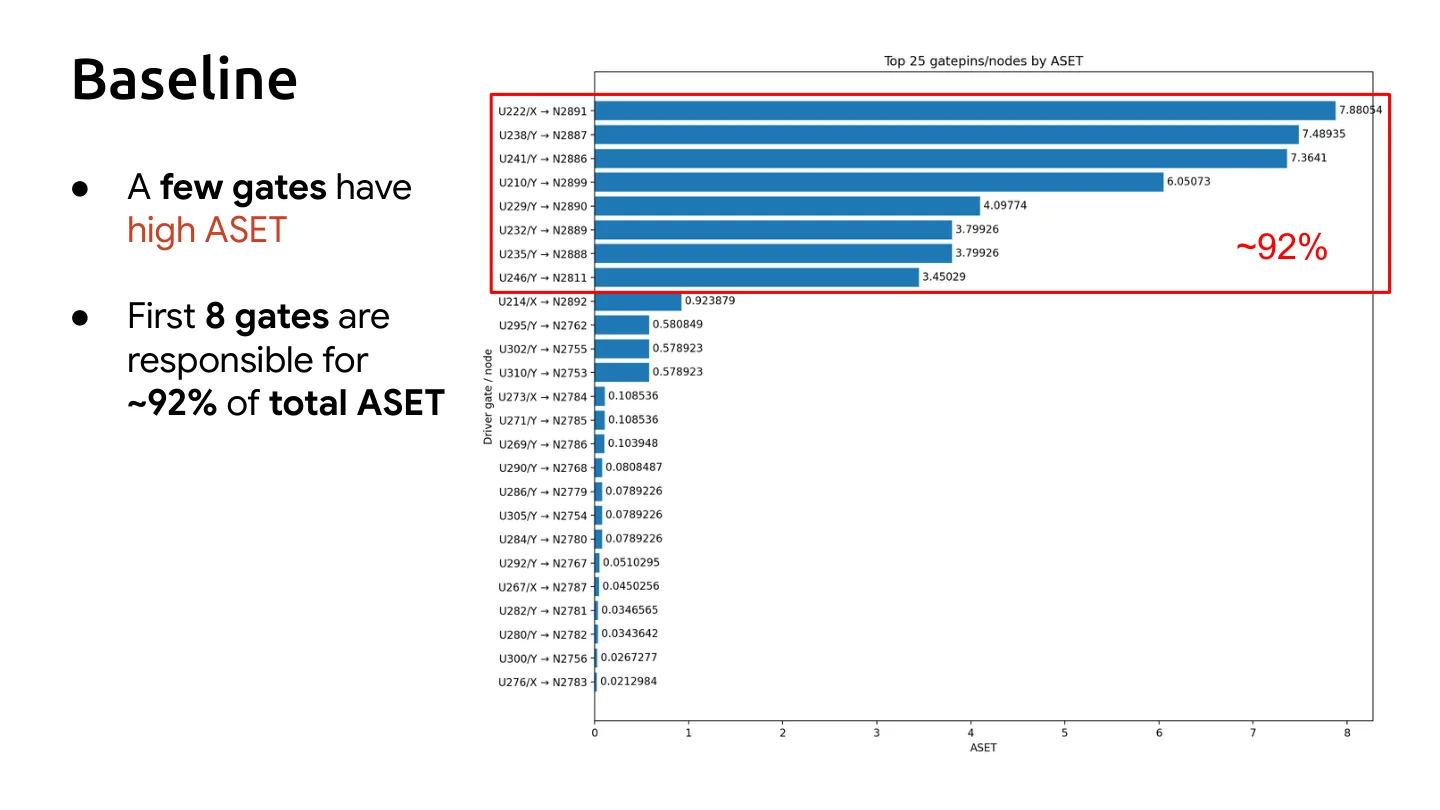 Baseline
● A few gates have
high ASET
● First 8 gates are
responsible for
~92% of total ASET
Top 25 gatepins/nodes by ASET
U222/X → N2891 7.88054
U238/Y → N2887 7.48935
U241/Y → N2886 7.3641
U210/Y → N2899 6.05073
U229/Y → N2890 4.09774
U232/Y → N2889 3.79926
U235/Y → N2888 3.79926
U246/Y → N2811 3.45029
~92%
U214/X → N2892 0.923879
U295/Y → N2762 0.580849
U302/Y → N2755 0.578923
U310/Y → N2753 0.578923
U273/X → N2784 0.108536
U271/Y → N2785 0.108536
U269/Y → N2786 0.103948
U290/Y → N2768 0.0808487
U286/Y → N2779 0.0789226
U305/Y → N2754 0.0789226
U284/Y → N2780 0.0789226
U292/Y → N2767 0.0510295
U267/X → N2787 0.0450256
U282/Y → N2781 0.0346565
U280/Y → N2782 0.0343642
U300/Y → N2756 0.0267277
U276/X → N2783 0.0212984
Driver gate / node
0 1 2 3 4 5 6 7 8
ASET